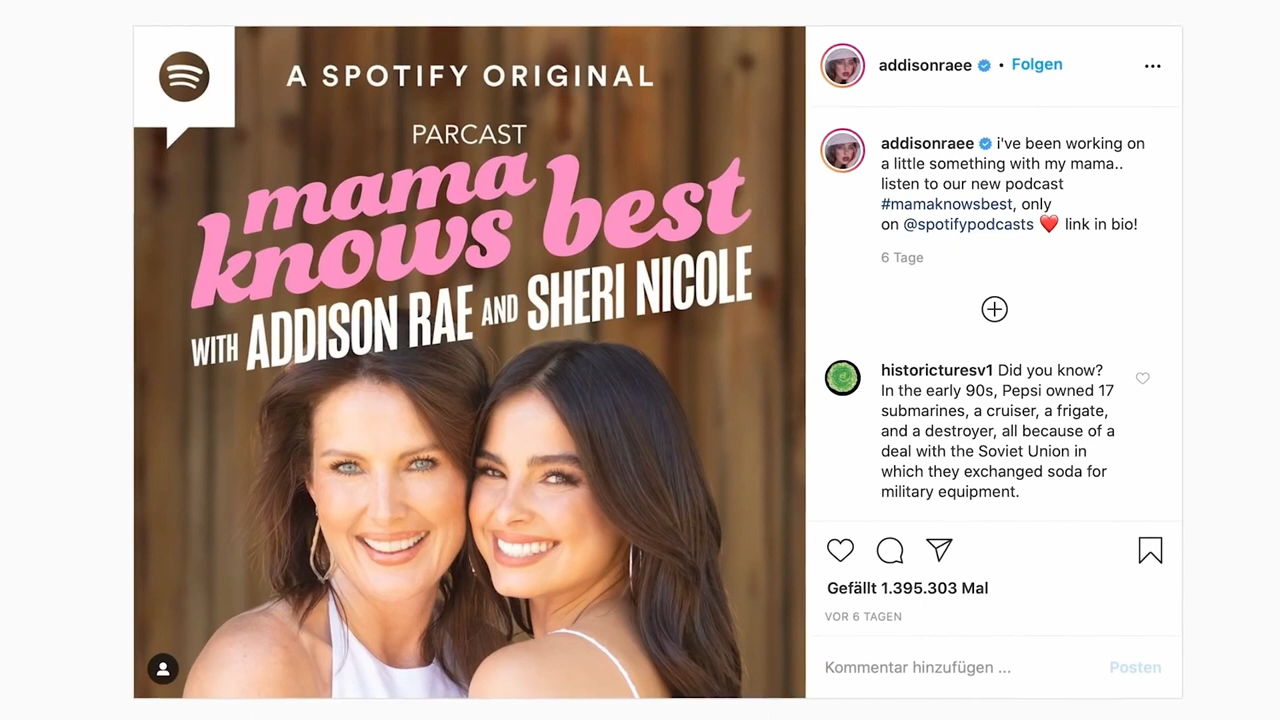 A SPOTIFY ORIGINAL
PARCAST
mama
knows best
WITH ADDISON RAE AND SHERI NICOLE
addisonraee • Folgen
addisonraee i've been working on
a little something with my mama..
listen to our new podcast
#mamaknowsbest, only
on @spotifypodcasts ❤️ link in bio!
6 Tage
historicturesv1 Did you know?
In the early 90s, Pepsi owned 17
submarines, a cruiser, a frigate,
and a destroyer, all because of a
deal with the Soviet Union in
which they exchanged soda for
military equipment.
Gefällt 1.395.303 Mal
VOR 6 TAGEN
Kommentar hinzufügen ...
Posten